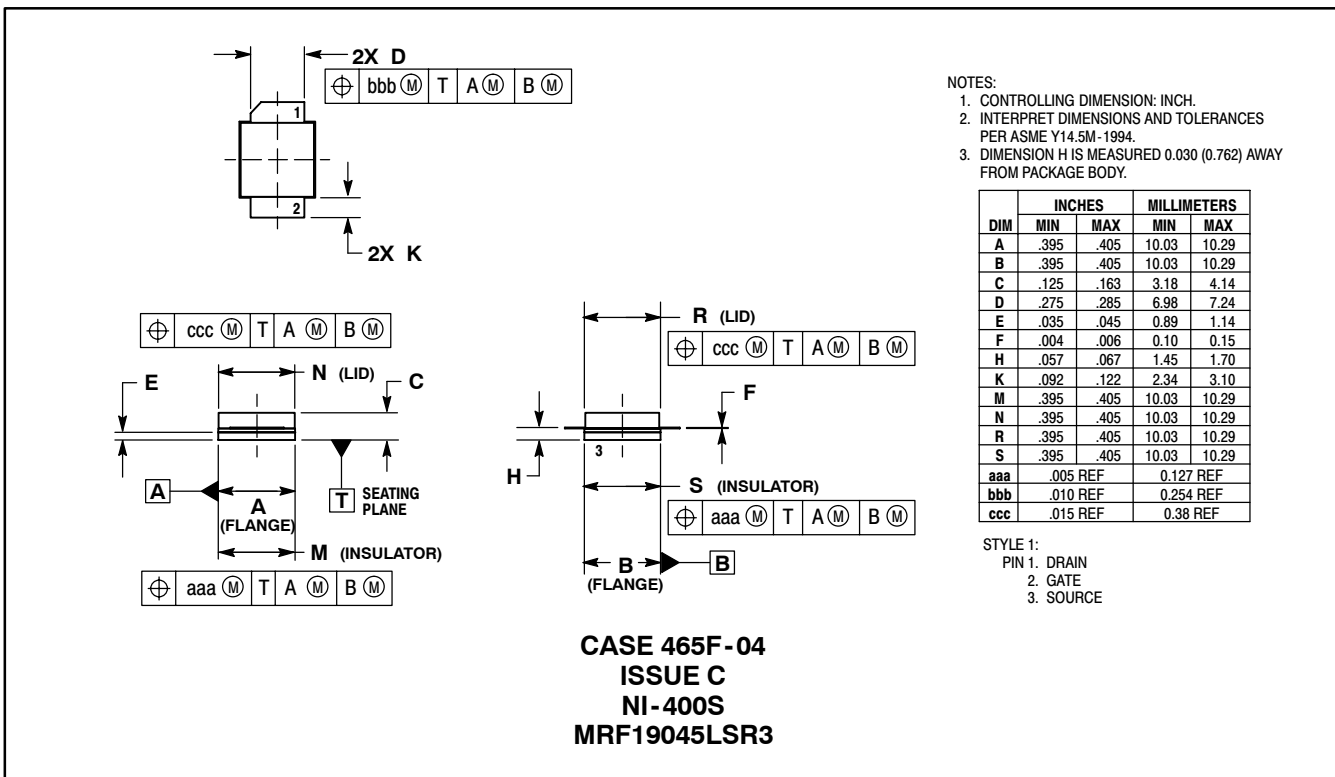 2X D
⌖ bbb Ⓜ T A Ⓜ B Ⓜ
1
2
2X K
NOTES:
1. CONTROLLING DIMENSION: INCH.
2. INTERPRET DIMENSIONS AND TOLERANCES
PER ASME Y14.5M-1994.
3. DIMENSION H IS MEASURED 0.030 (0.762) AWAY
FROM PACKAGE BODY.
INCHES MILLIMETERS
DIM MIN MAX MIN MAX
A .395 .405 10.03 10.29
B .395 .405 10.03 10.29
C .125 .163 3.18 4.14
D .275 .285 6.98 7.24
E .035 .045 0.89 1.14
F .004 .006 0.10 0.15
H .057 .067 1.45 1.70
K .092 .122 2.34 3.10
M .395 .405 10.03 10.29
N .395 .405 10.03 10.29
R .395 .405 10.03 10.29
S .395 .405 10.03 10.29
aaa .005 REF 0.127 REF
bbb .010 REF 0.254 REF
ccc .015 REF 0.38 REF
STYLE 1:
PIN 1. DRAIN
2. GATE
3. SOURCE
⌖ ccc Ⓜ T A Ⓜ B Ⓜ
N (LID)
E
C
A
A
(FLANGE)
T
SEATING
PLANE
M (INSULATOR)
⌖ aaa Ⓜ T A Ⓜ B Ⓜ
R (LID)
⌖ ccc Ⓜ T A Ⓜ B Ⓜ
F
3
H
S (INSULATOR)
⌖ aaa Ⓜ T A Ⓜ B Ⓜ
B
(FLANGE)
B
CASE 465F-04
ISSUE C
NI-400S
MRF19045LSR3